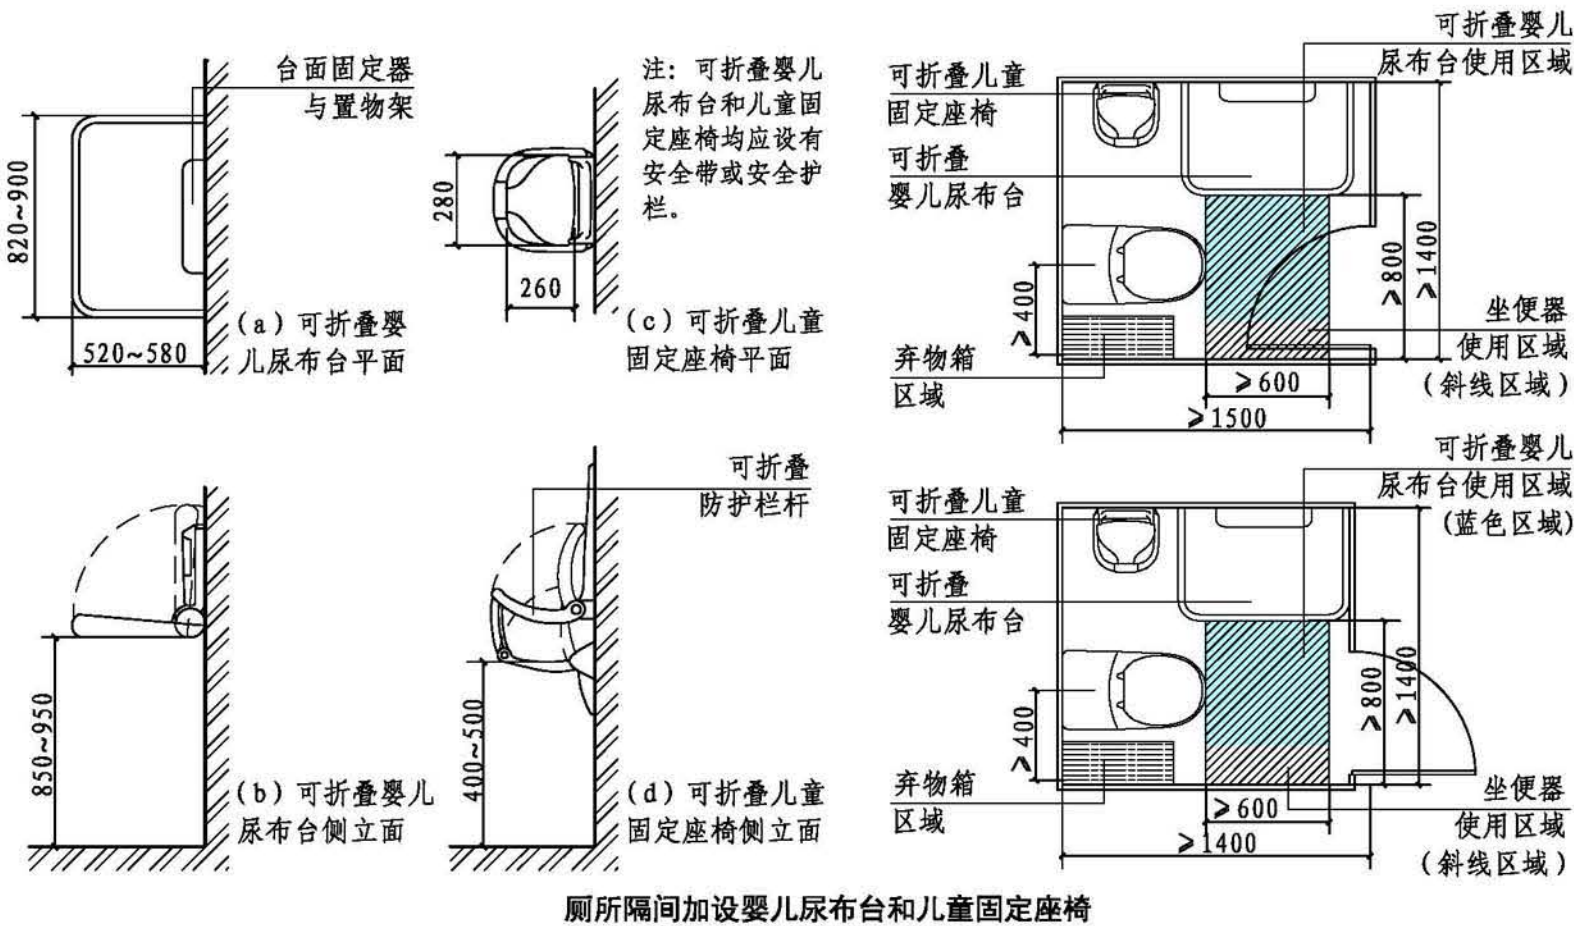 台面固定器
与置物架
820~900
520~580
(a)可折叠婴
儿尿布台平面
注：可折叠婴儿
尿布台和儿童固
定座椅均应设有
安全带或安全护
栏。
280
260
(c)可折叠儿童
固定座椅平面
850~950
(b)可折叠婴儿
尿布台侧立面
可折叠
防护栏杆
400~500
(d)可折叠儿童
固定座椅侧立面
可折叠婴儿
尿布台使用区域
可折叠儿童
固定座椅
可折叠
婴儿尿布台
≥400
≥800
≥1400
弃物箱
区域
坐便器
使用区域
(斜线区域)
≥600
≥1500
可折叠婴儿
尿布台使用区域
(蓝色区域)
可折叠儿童
固定座椅
可折叠
婴儿尿布台
≥400
≥800
≥1400
弃物箱
区域
坐便器
使用区域
(斜线区域)
≥600
≥1400
厕所隔间加设婴儿尿布台和儿童固定座椅